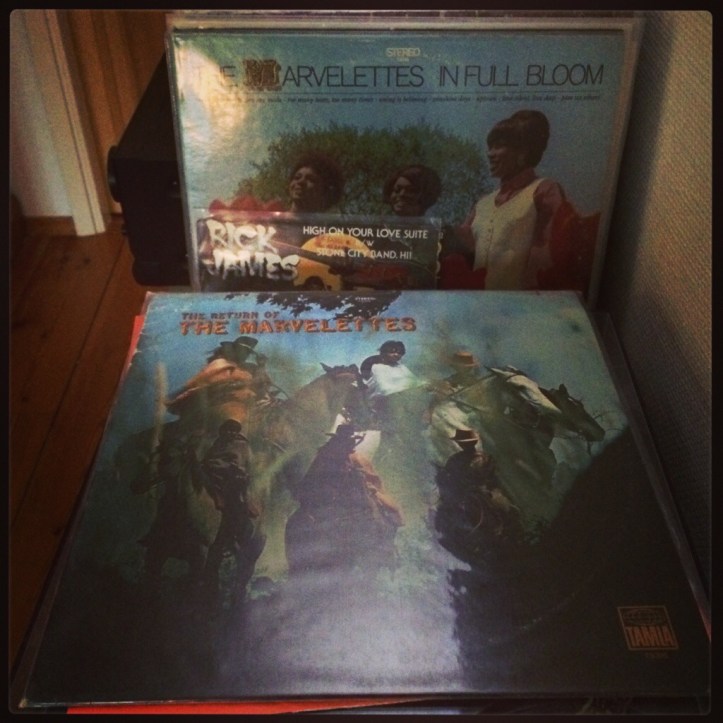 STEREO
THE MARVELETTES IN FULL BLOOM
RICK JAMES
HIGH ON YOUR LOVE SUITE
STONE CITY BAND, HI!
THE RETURN OF
THE MARVELETTES
TAMLA